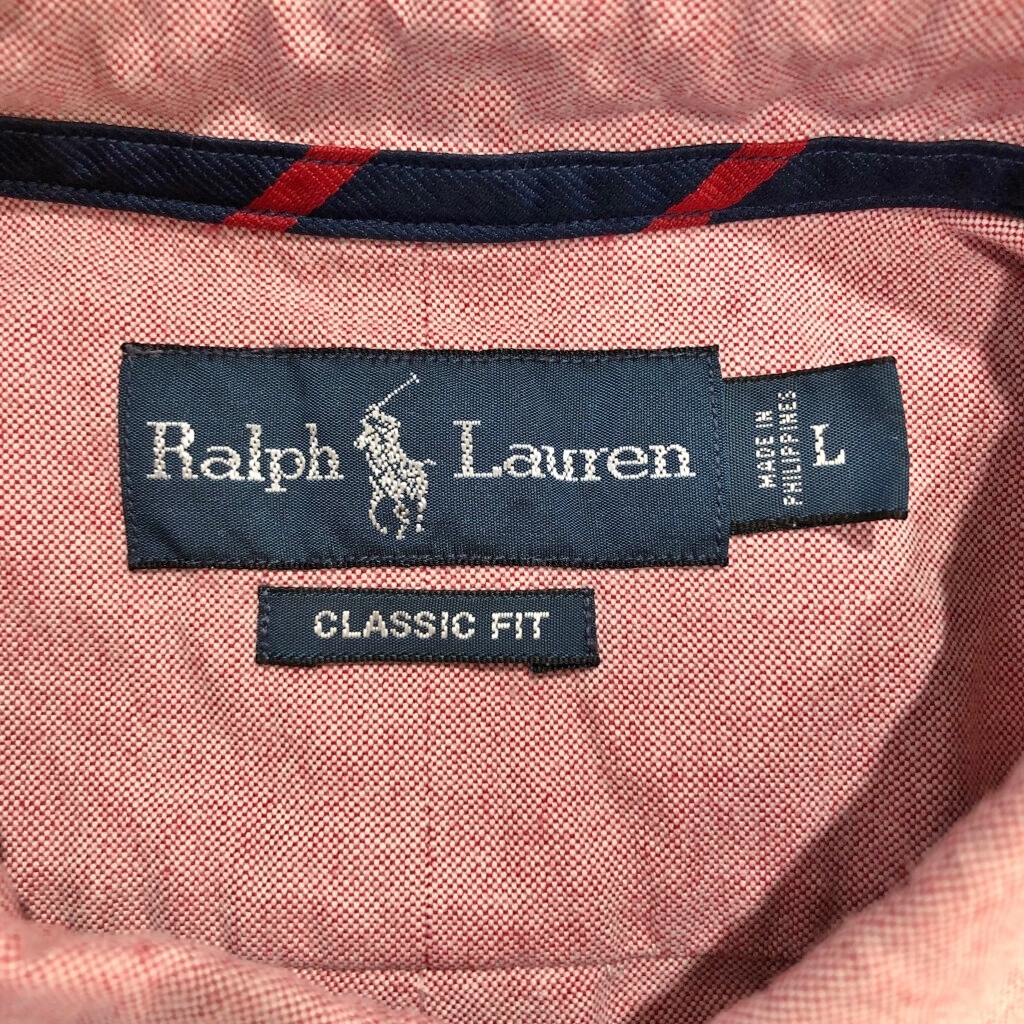 Ralph Lauren
MADE IN
PHILIPPINES
L
CLASSIC FIT